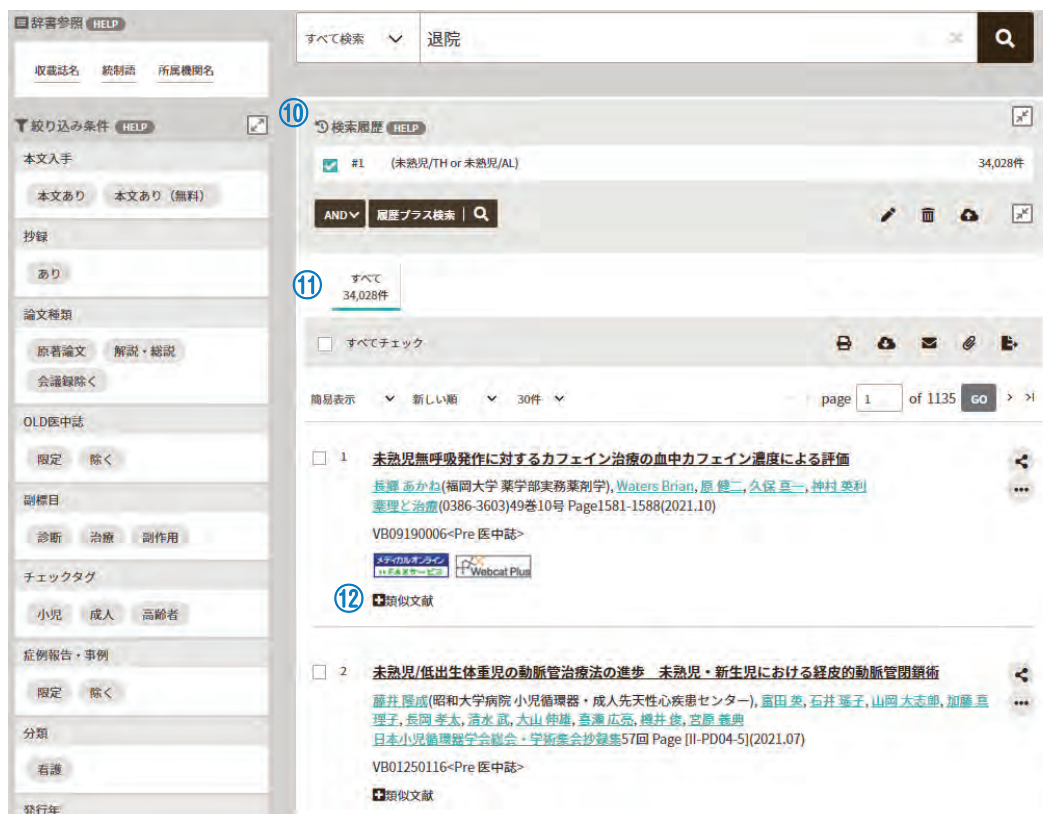 辞書参照 HELP
収載誌名 統制語 所属機関名
絞り込み条件 HELP
本文入手
本文あり 本文あり（無料）
抄録
あり
論文種類
原著論文 解説・総説
会議録除く
OLD医中誌
限定 除く
副標目
診断 治療 副作用
チェックタグ
小児 成人 高齢者
症例報告・事例
限定 除く
分類
看護
発行年
すべて検索 退院
⑩ 検索履歴 HELP
#1 (未熟児/TH or 未熟児/AL) 34,028件
AND 履歴プラス検索
⑪ すべて
34,028件
すべてチェック
簡易表示 新しい順 30件 page 1 of 1135 GO
1 未熟児無呼吸発作に対するカフェイン治療の血中カフェイン濃度による評価
長郷 あかね(福岡大学 薬学部実務薬剤学), Waters Brian, 原 健二, 久保 真一, 神村 英利
薬理と治療(0386-3603)49巻10号 Page1581-1588(2021.10)
VB09190006<Pre 医中誌>
メディカルオンライン
Webcat Plus
⑫ 類似文献
2 未熟児/低出生体重児の動脈管治療法の進歩 未熟児・新生児における経皮的動脈管閉鎖術
藤井 隆成(昭和大学病院 小児循環器・成人先天性心疾患センター), 富田 英, 石井 瑶子, 山岡 大志郎, 加藤 真
理子, 長岡 孝太, 清水 武, 大山 伸雄, 喜瀬 広亮, 樽井 俊, 宮原 義典
日本小児循環器学会総会・学術集会抄録集57回 Page [II-PD04-5](2021.07)
VB01250116<Pre 医中誌>
類似文献